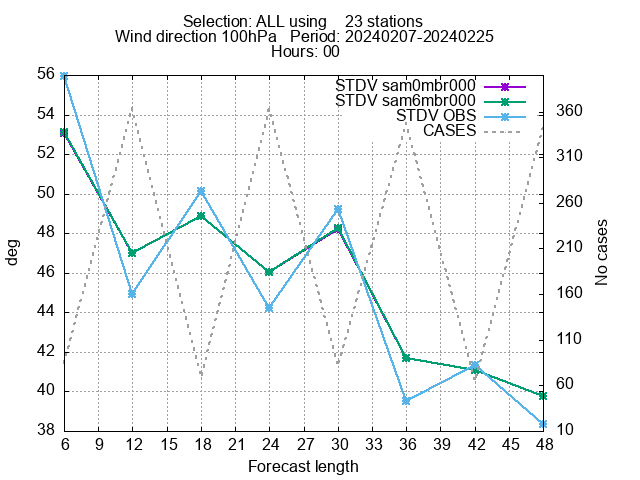 Selection: ALL using 23 stations
Wind direction 100hPa Period: 20240207-20240225
Hours: 00
STDV sam0mbr000
STDV sam6mbr000
STDV OBS
CASES
56
54
52
50
48
46
44
42
40
38
deg
360
310
260
210
160
110
60
10
No cases
6 9 12 15 18 21 24 27 30 33 36 39 42 45 48
Forecast length